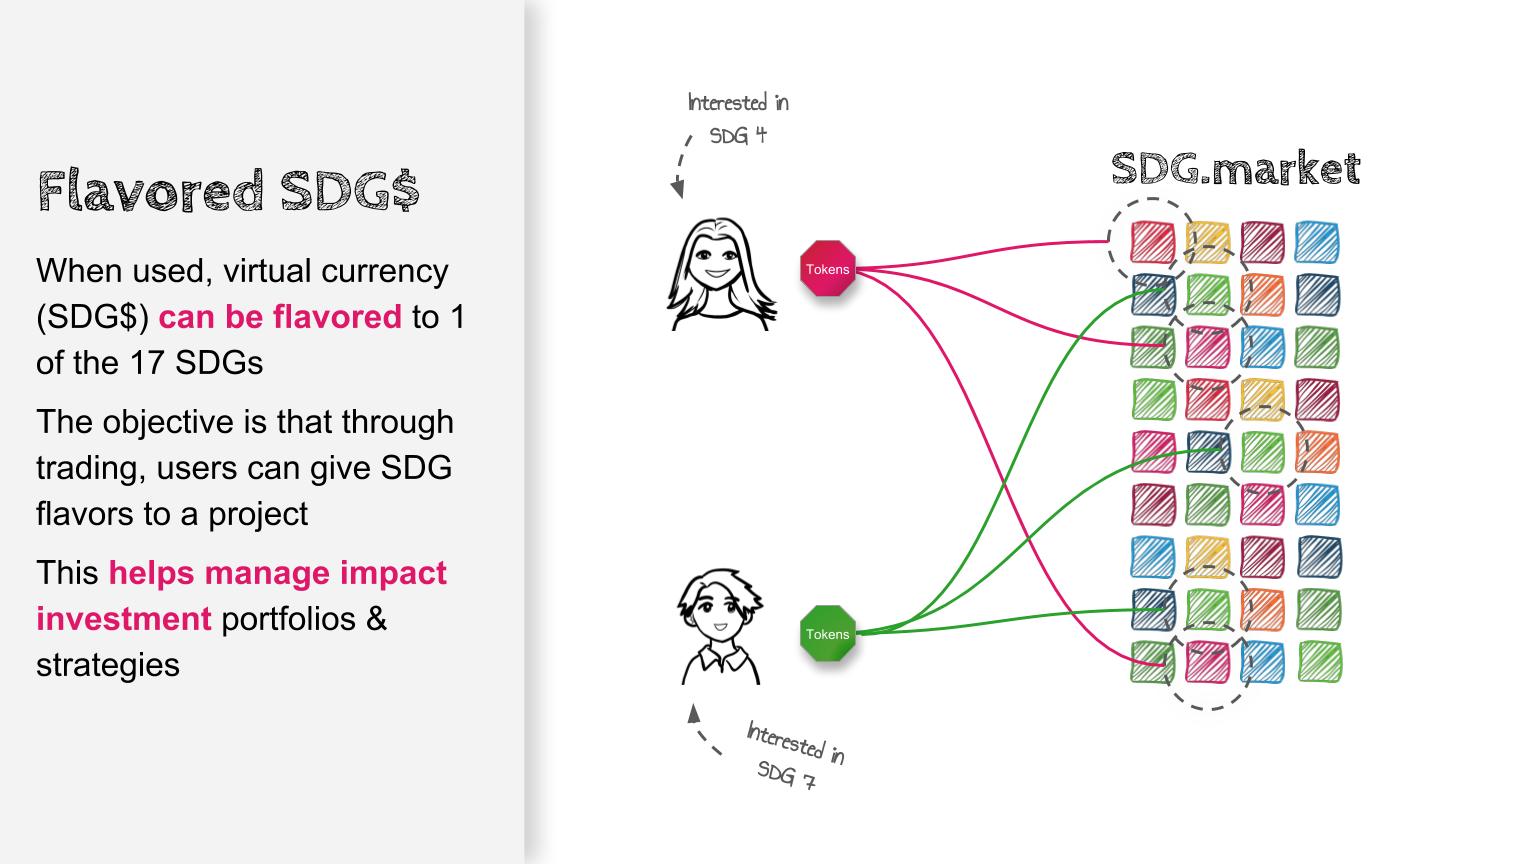 Flavored SDG$
When used, virtual currency
(SDG$) can be flavored to 1
of the 17 SDGs
The objective is that through
trading, users can give SDG
flavors to a project
This helps manage impact
investment portfolios &
strategies
Interested in
SDG 4
Tokens
SDG.market
Tokens
Interested in
SDG 7